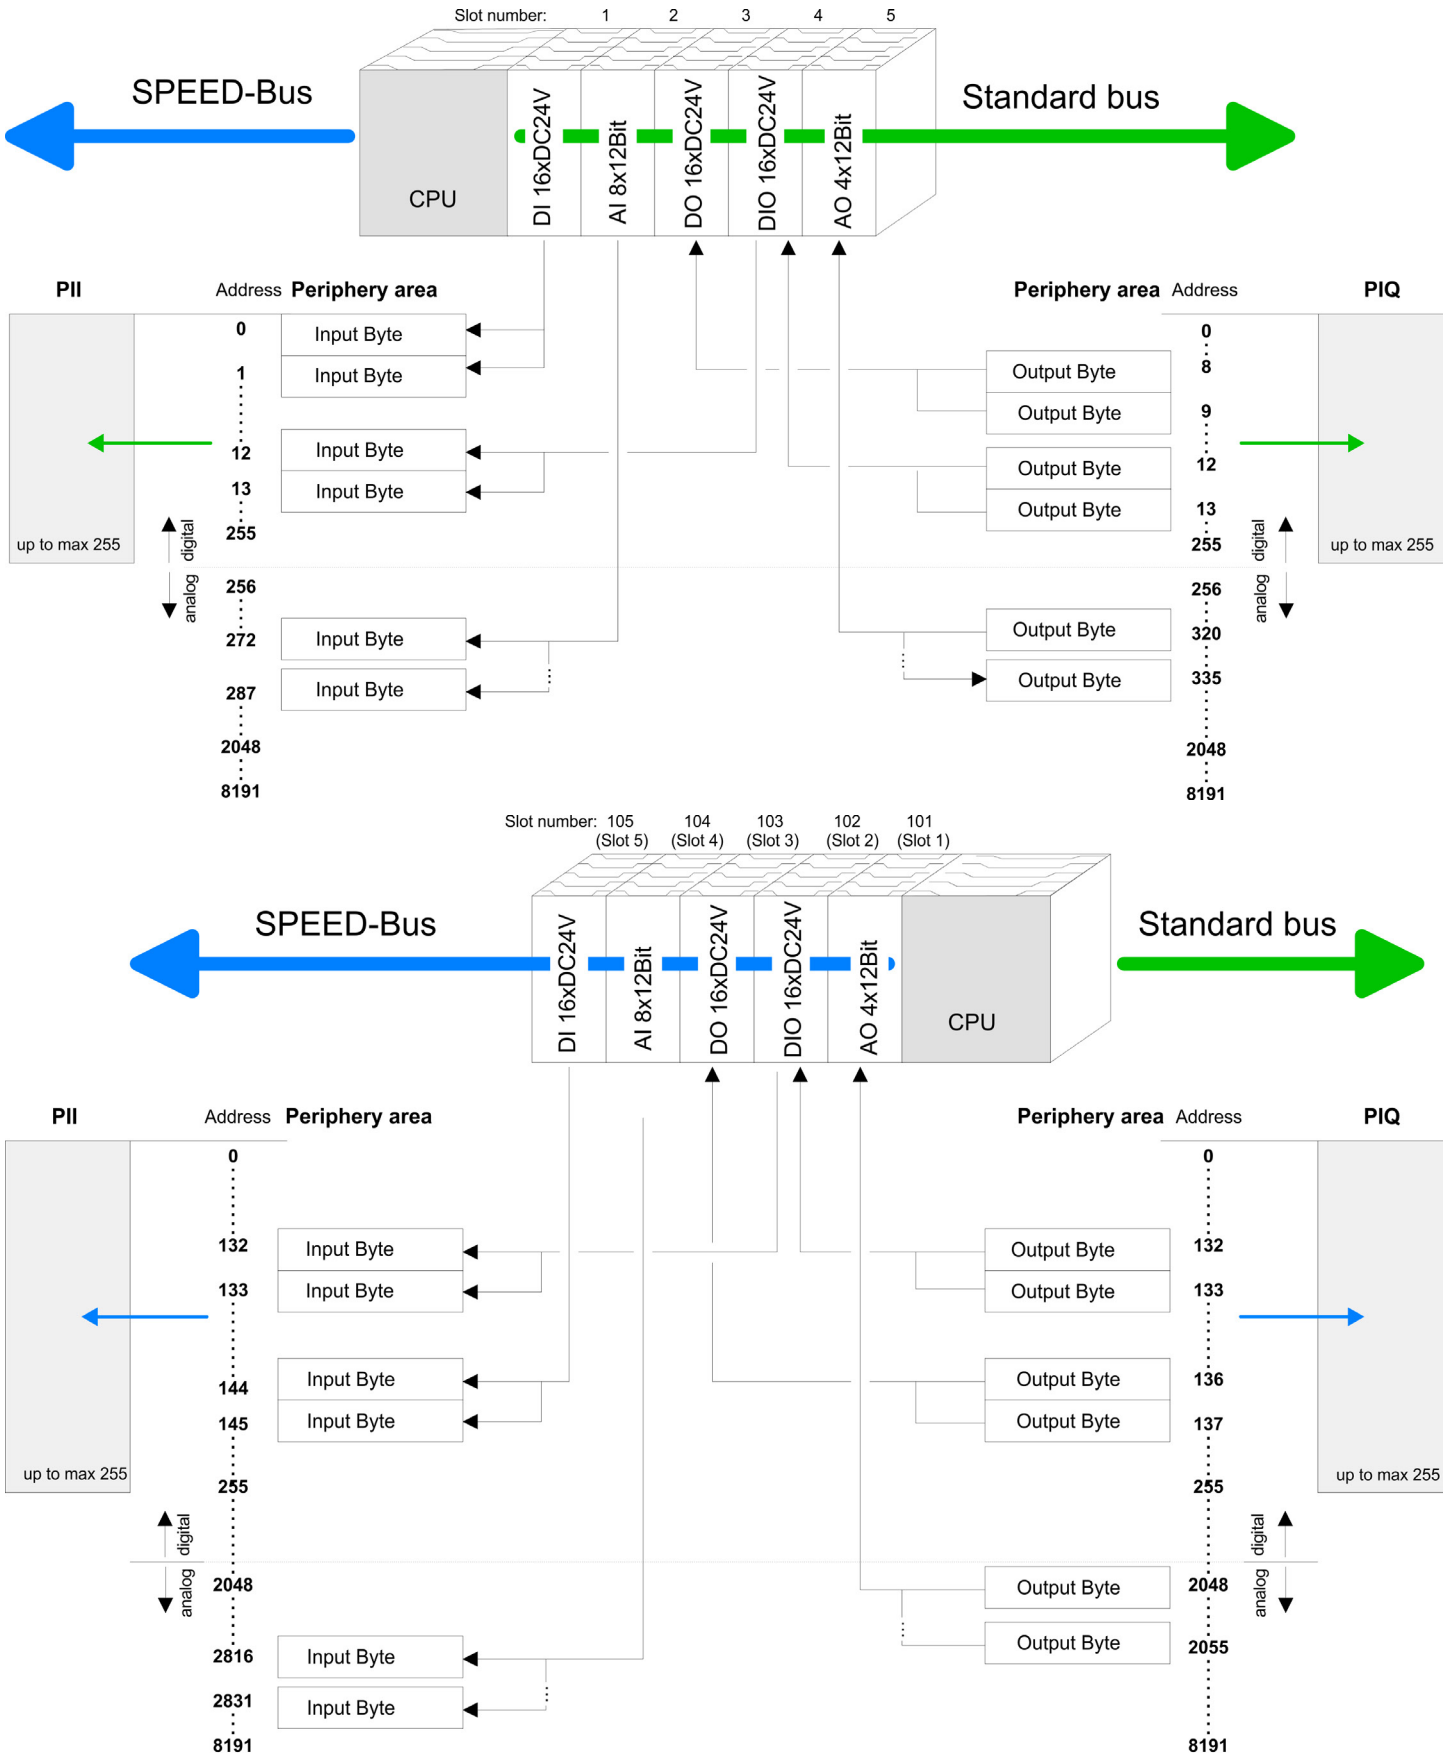 Slot number: 1 2 3 4 5
SPEED-Bus
Standard bus
CPU
DI 16xDC24V
AI 8x12Bit
DO 16xDC24V
DIO 16xDC24V
AO 4x12Bit
PII
Address Periphery area
Periphery area Address
PIQ
0 Input Byte
1 Input Byte
12 Input Byte
13 Input Byte
255
up to max 255
digital
analog
256
272 Input Byte
287 Input Byte
2048
8191
0
Output Byte 8
Output Byte 9
Output Byte 12
Output Byte 13
255
up to max 255
digital
analog
256
Output Byte 320
Output Byte 335
2048
8191
Slot number: 105 104 103 102 101
(Slot 5) (Slot 4) (Slot 3) (Slot 2) (Slot 1)
SPEED-Bus
Standard bus
DI 16xDC24V
AI 8x12Bit
DO 16xDC24V
DIO 16xDC24V
AO 4x12Bit
CPU
PII
Address Periphery area
Periphery area Address
PIQ
0
132 Input Byte
133 Input Byte
144 Input Byte
145 Input Byte
255
up to max 255
digital
analog
2048
2816 Input Byte
2831 Input Byte
8191
0
Output Byte 132
Output Byte 133
Output Byte 136
Output Byte 137
255
up to max 255
digital
analog
Output Byte 2048
Output Byte 2055
8191